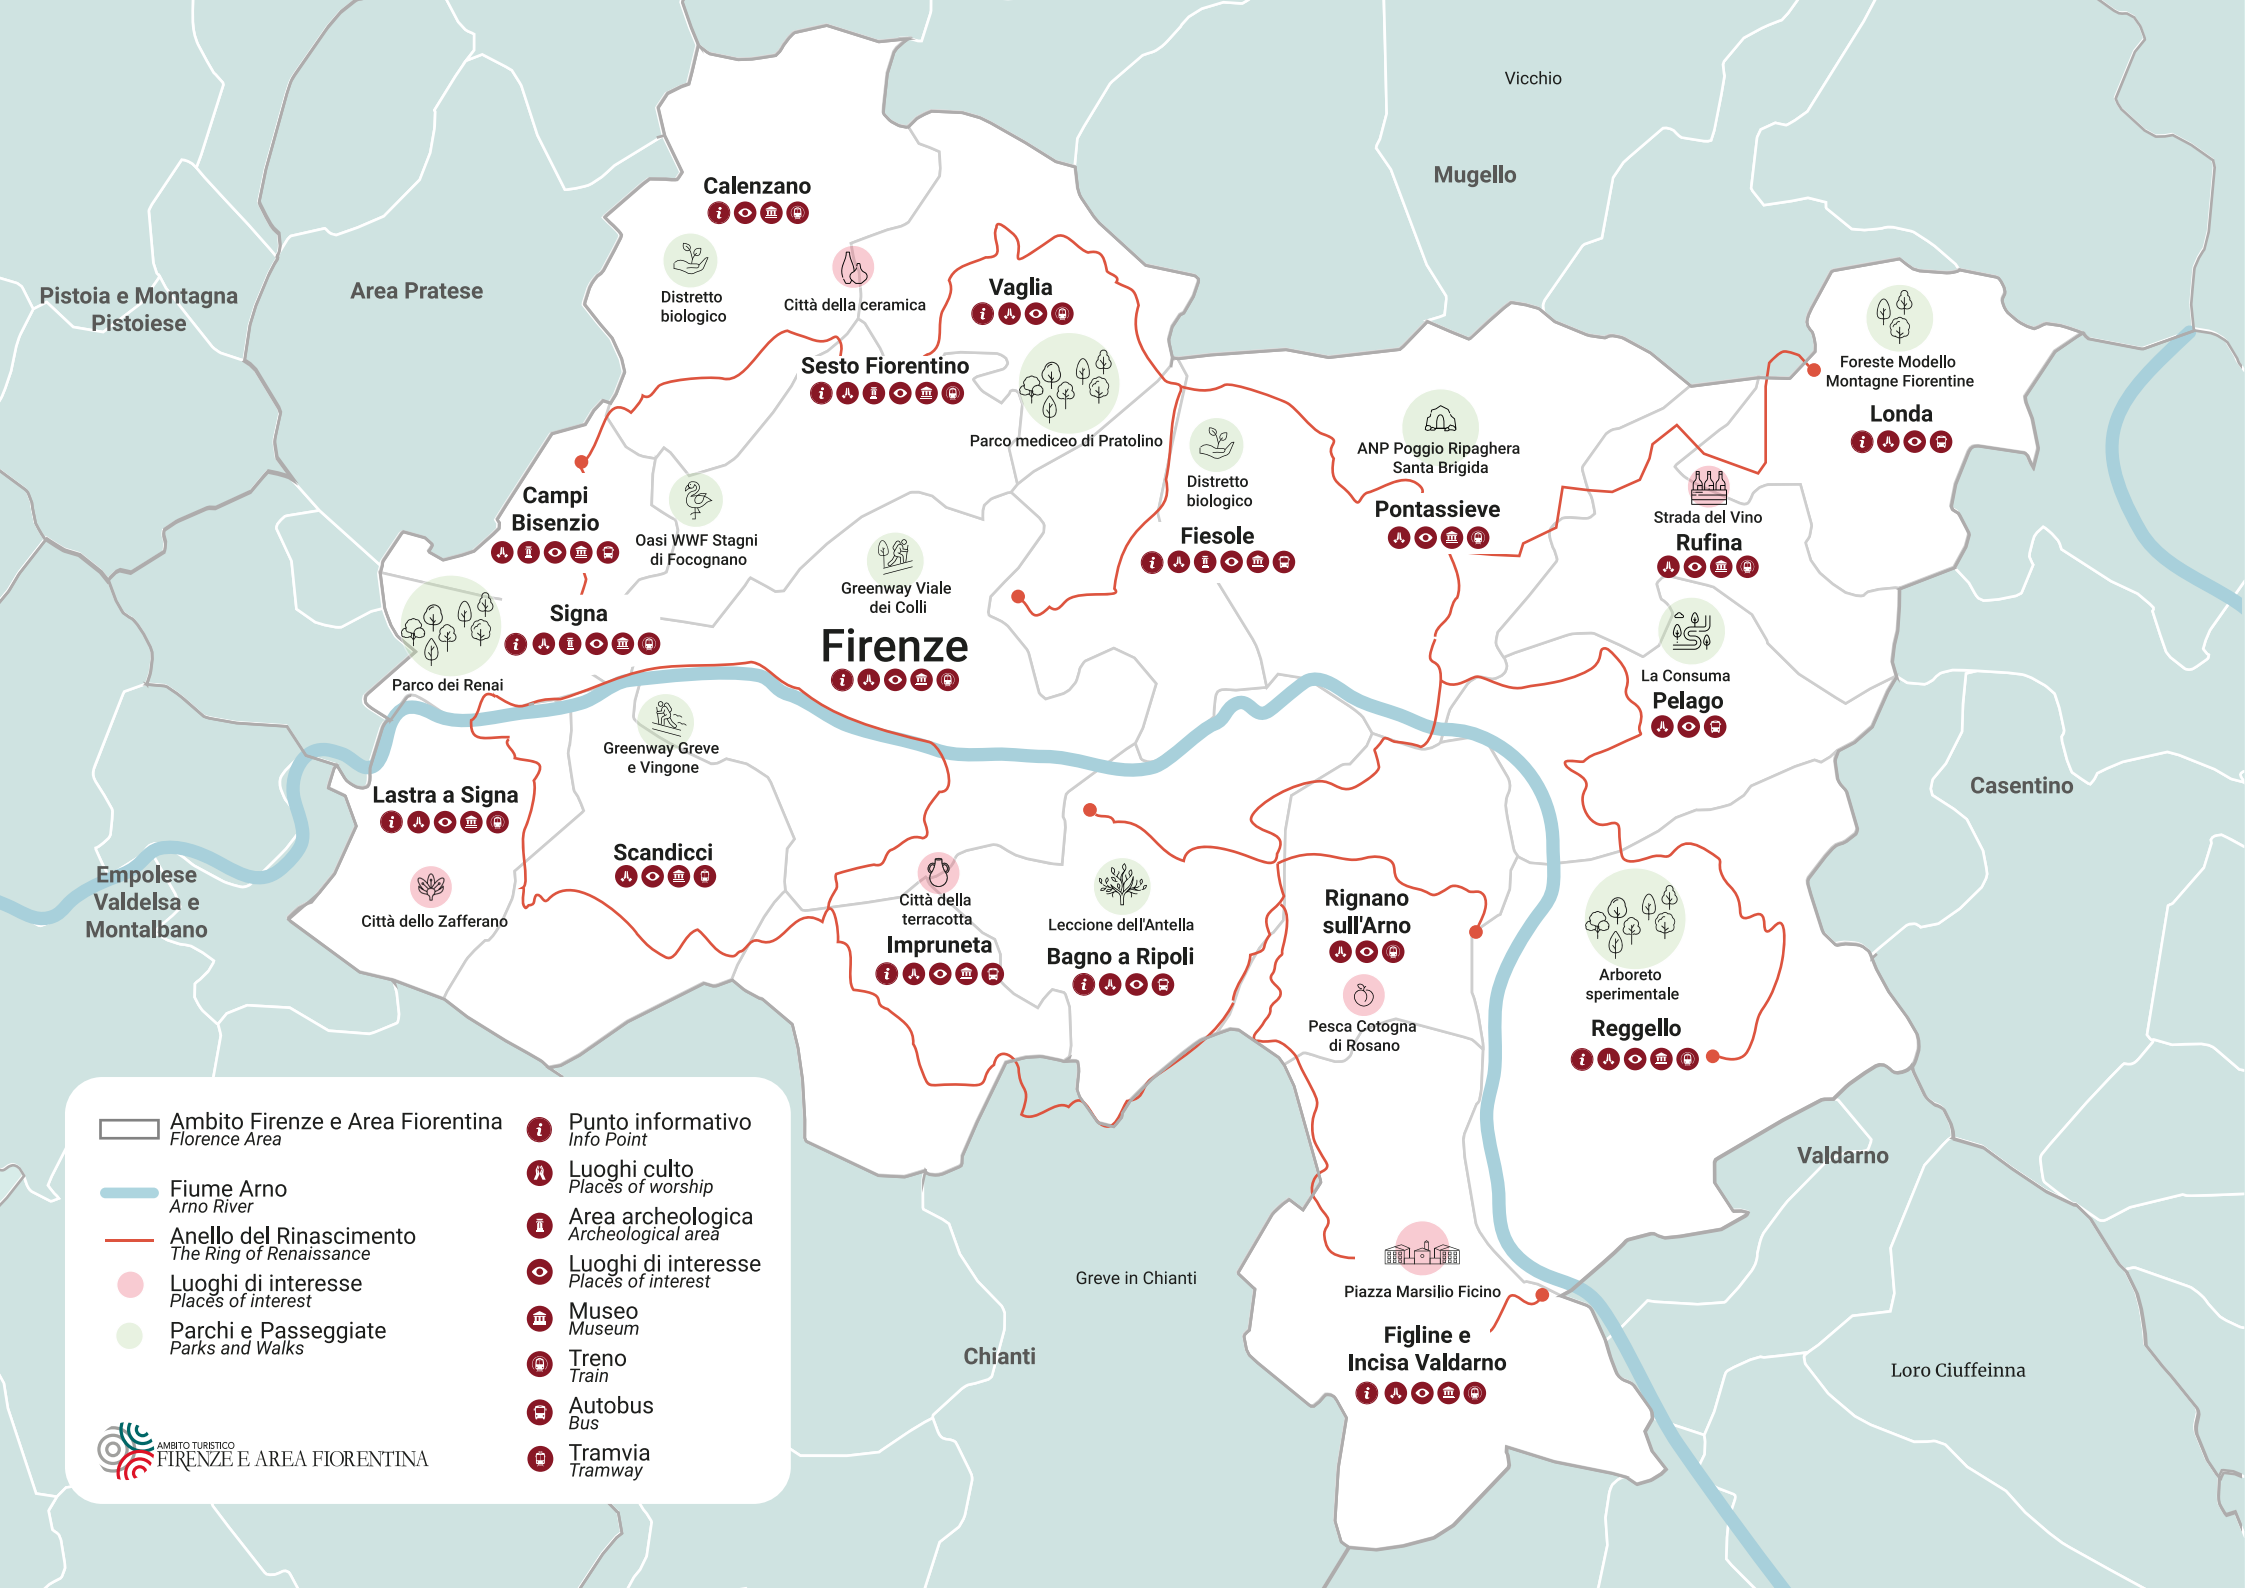 Vicchio
Mugello
Calenzano
Distretto
biologico
Città della ceramica
Vaglia
Pistoia e Montagna
Pistoiese
Area Pratese
Sesto Fiorentino
Parco mediceo di Pratolino
Foreste Modello
Montagne Fiorentine
Londa
ANP Poggio Ripaghera
Santa Brigida
Pontassieve
Distretto
biologico
Fiesole
Campi
Bisenzio
Oasi WWF Stagni
di Focognano
Strada del Vino
Rufina
Greenway Viale
dei Colli
Firenze
Signa
Parco dei Renai
La Consuma
Pelago
Greenway Greve
e Vingone
Casentino
Lastra a Signa
Città dello Zafferano
Scandicci
Empolese
Valdelsa e
Montalbano
Città della
terracotta
Impruneta
Leccione dell'Antella
Bagno a Ripoli
Rignano
sull'Arno
Pesca Cotogna
di Rosano
Arboreto
sperimentale
Reggello
Valdarno
Greve in Chianti
Chianti
Piazza Marsilio Ficino
Figline e
Incisa Valdarno
Loro Ciuffeinna
Ambito Firenze e Area Fiorentina
Florence Area
Fiume Arno
Arno River
Anello del Rinascimento
The Ring of Renaissance
Luoghi di interesse
Places of interest
Parchi e Passeggiate
Parks and Walks
Punto informativo
Info Point
Luoghi culto
Places of worship
Area archeologica
Archeological area
Luoghi di interesse
Places of interest
Museo
Museum
Treno
Train
Autobus
Bus
Tramvia
Tramway
AMBITO TURISTICO
FIRENZE E AREA FIORENTINA